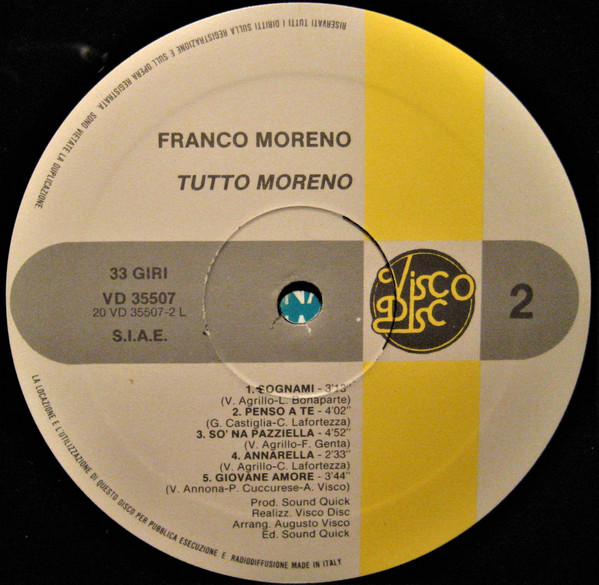 RISERVATI TUTTI I DIRITTI SULLA REGISTRAZIONE E SULL OPERA REGISTRATA  SONO VIETATE LA DUPLICAZIONE
FRANCO MORENO
TUTTO MORENO
33 GIRI
VD 35507
20 VD 35507-2 L
S.I.A.E.
Visco
Disc
2
1. SOGNAMI - 3'13''
(V. Agrillo-L. Bonaparte)
2. PENSO A TE - 4'02''
(G. Castiglia-C. Lafortezza)
3. SO' NA PAZZIELLA - 4'52''
(V. Agrillo-F. Genta)
4. ANNARELLA - 2'33''
(V. Agrillo-C. Lafortezza)
5. GIOVANE AMORE - 3'44''
(V. Annona-P. Cuccurese-A. Visco)
Prod. Sound Quick
Realizz. Visco Disc
Arrang. Augusto Visco
Ed. Sound Quick
LA LOCAZIONE E L'UTILIZZAZIONE DI QUESTO DISCO PER PUBBLICA ESECUZIONE E RADIODIFFUSIONE MADE IN ITALY